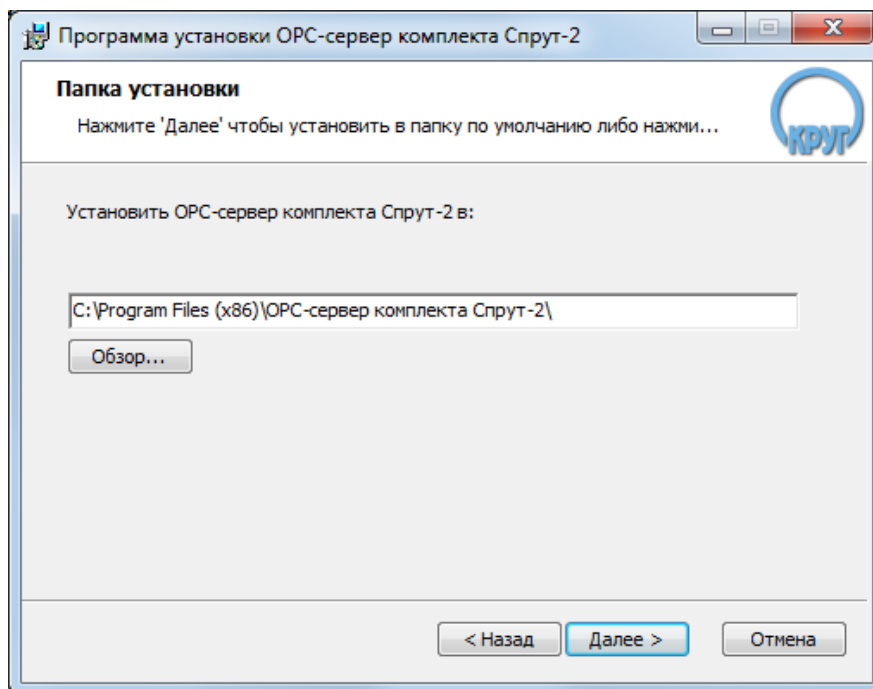 Программа установки OPC-сервер комплекта Спрут-2
Папка установки
Нажмите 'Далее' чтобы установить в папку по умолчанию либо нажми...
КРУГ
Установить OPC-сервер комплекта Спрут-2 в:
C:\Program Files (x86)\OPC-сервер комплекта Спрут-2\
Обзор...
< Назад
Далее >
Отмена